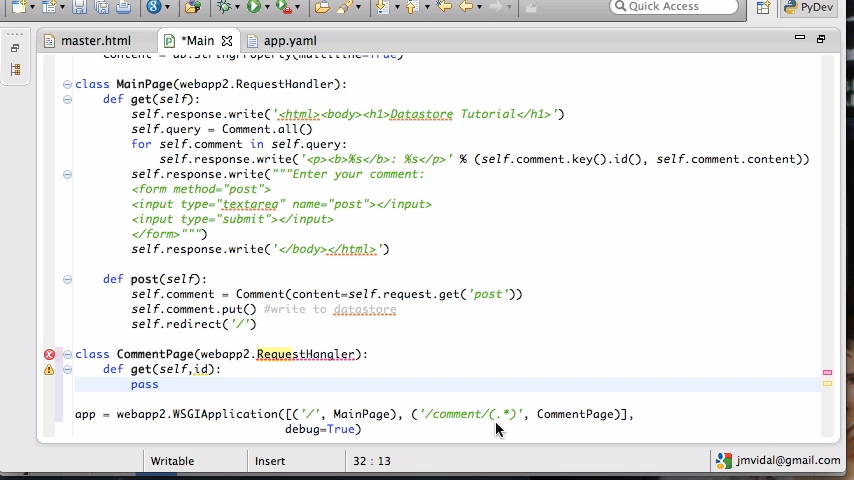 Quick Access
PyDev
master.html
*Main
app.yaml
content = db.StringProperty(multiline=True)
class MainPage(webapp2.RequestHandler):
def get(self):
self.response.write('<html><body><h1>Datastore Tutorial</h1>')
self.query = Comment.all()
for self.comment in self.query:
self.response.write('<p><b>%s</b>: %s</p>' % (self.comment.key().id(), self.comment.content))
self.response.write("""Enter your comment:
<form method="post">
<input type="textarea" name="post"></input>
<input type="submit"></input>
</form>""")
self.response.write('</body></html>')
def post(self):
self.comment = Comment(content=self.request.get('post'))
self.comment.put() #write to datastore
self.redirect('/')
class CommentPage(webapp2.RequestHangler):
def get(self,id):
pass
app = webapp2.WSGIApplication([('/', MainPage), ('/comment/(.*)', CommentPage)],
debug=True)
Writable
Insert
32 : 13
jmvidal@gmail.com